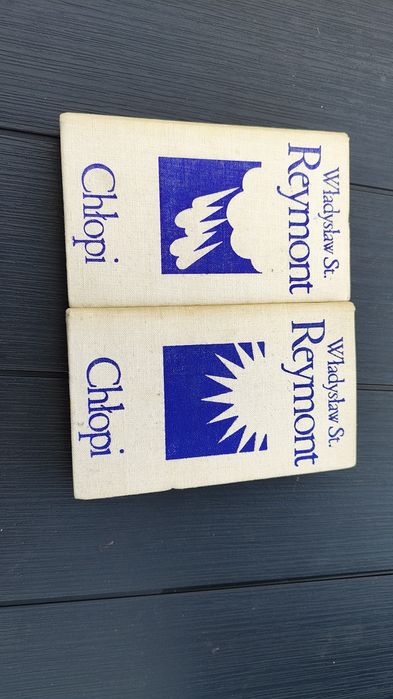 Władysław St.
Reymont
Chłopi
Władysław St.
Reymont
Chłopi